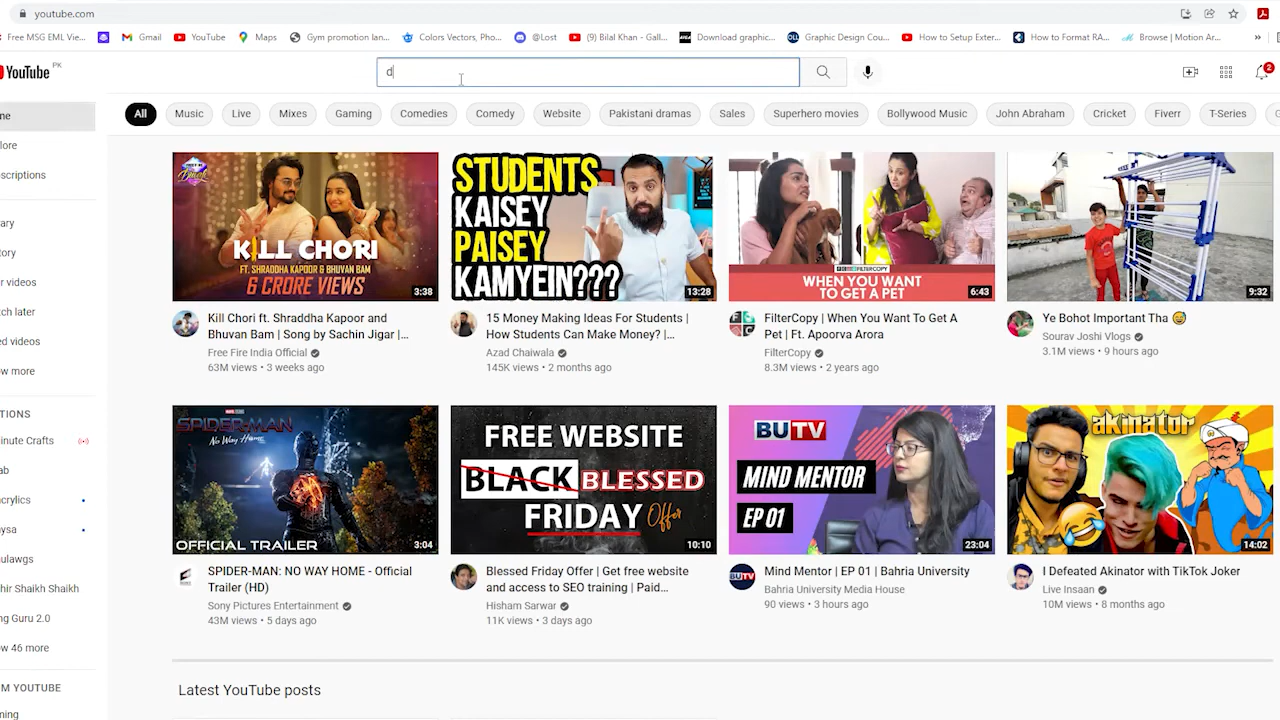 youtube.com
Free MSG EML Vie...
Gmail
YouTube
Maps
Gym promotion lan...
Colors Vectors, Pho...
@Lost
(9) Bilal Khan - Gall...
Download graphic...
Graphic Design Cou...
How to Setup Exter...
How to Format RA...
Browse | Motion Ar...
»
YouTube PK
d
2
All
Music
Live
Mixes
Gaming
Comedies
Comedy
Website
Pakistani dramas
Sales
Superhero movies
Bollywood Music
John Abraham
Cricket
Fiverr
T-Series
me
lore
scriptions
ary
tory
r videos
tch later
ed videos
ow more
TIONS
inute Crafts
ab
acrylics
ysa
ulawgs
hir Shaikh Shaikh
ng Guru 2.0
ow 46 more
M YOUTUBE
ning
KILL CHORI
FT. SHRADDHA KAPOOR & BHUVAN BAM
6 CRORE VIEWS
3:38
Kill Chori ft. Shraddha Kapoor and
Bhuvan Bam | Song by Sachin Jigar |...
Free Fire India Official
63M views • 3 weeks ago
STUDENTS
KAISEY
PAISEY
KAMYEIN???
13:28
15 Money Making Ideas For Students |
How Students Can Make Money? |...
Azad Chaiwala
145K views • 2 months ago
FILTERCOPY
WHEN YOU WANT
TO GET A PET
6:43
FilterCopy | When You Want To Get A
Pet | Ft. Apoorva Arora
FilterCopy
8.3M views • 2 years ago
9:32
Ye Bohot Important Tha 😅
Sourav Joshi Vlogs
3.1M views • 9 hours ago
SPIDER-MAN
No Way Home
OFFICIAL TRAILER
3:04
SPIDER-MAN: NO WAY HOME - Official
Trailer (HD)
Sony Pictures Entertainment
43M views • 5 days ago
FREE WEBSITE
BLACK BLESSED
FRIDAY Offer
10:10
Blessed Friday Offer | Get free website
and access to SEO training | Paid...
Hisham Sarwar
11K views • 3 days ago
BUTV
MIND MENTOR
EP 01
23:04
BUTV
Mind Mentor | EP 01 | Bahria University
Bahria University Media House
90 views • 3 hours ago
akinator
14:02
I Defeated Akinator with TikTok Joker
Live Insaan
10M views • 8 months ago
Latest YouTube posts